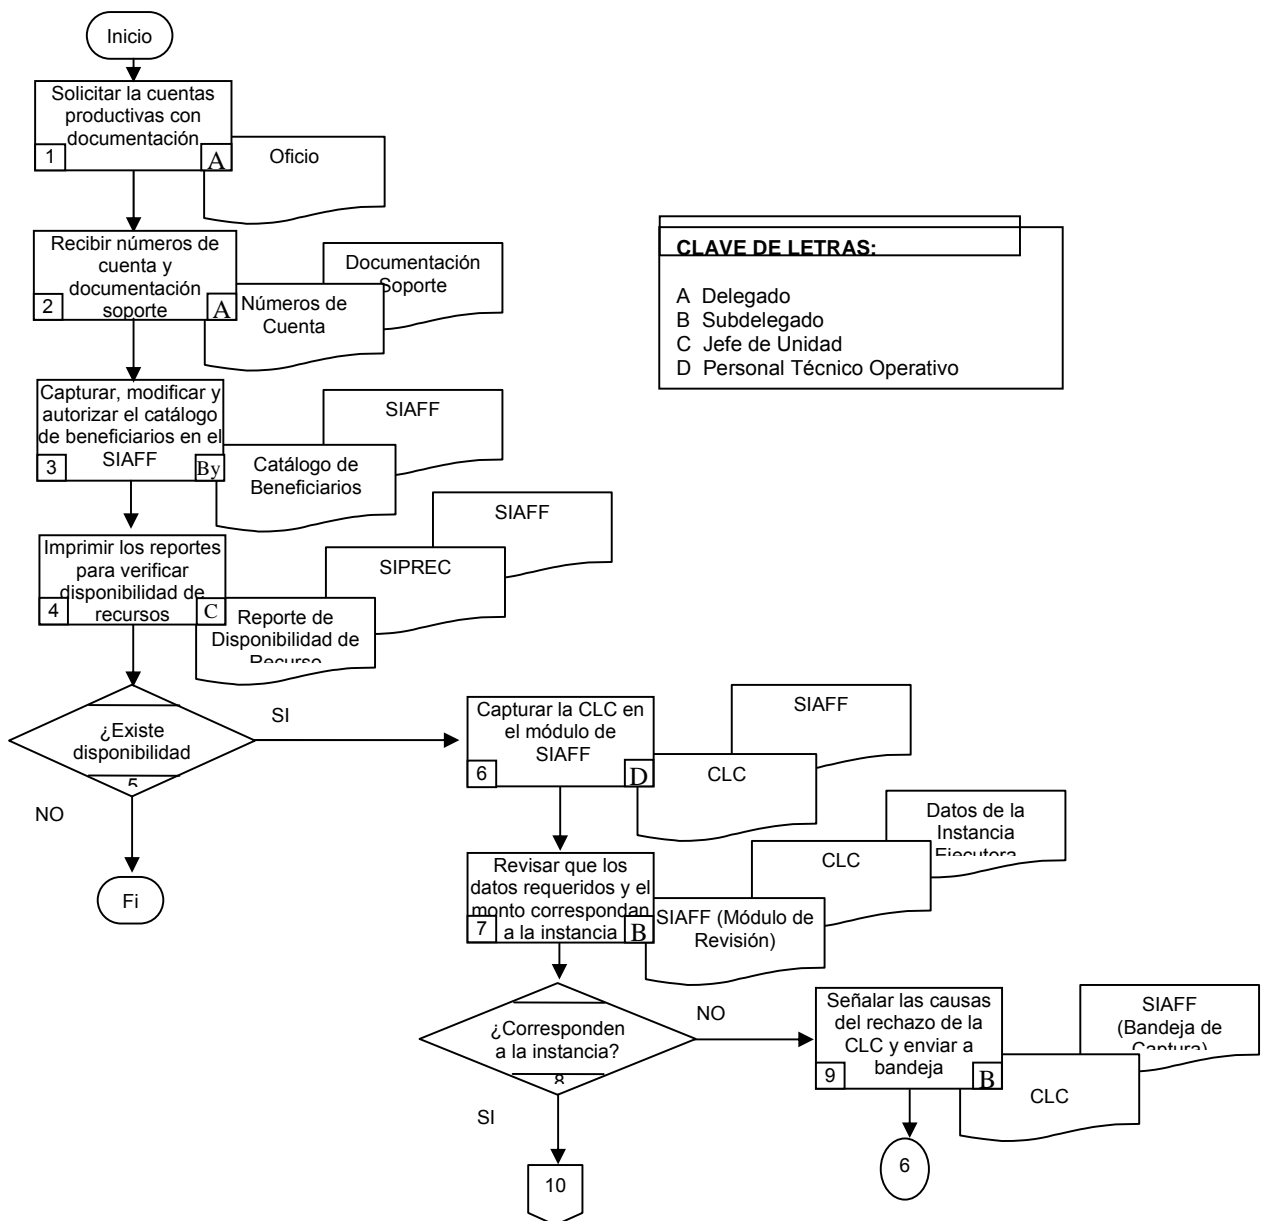 Inicio
Solicitar la cuentas
productivas con
documentación
1
A
Oficio
Recibir números de
cuenta y
documentación
soporte
2
A
Documentación
Soporte
Números de
Cuenta
CLAVE DE LETRAS:
A Delegado
B Subdelegado
C Jefe de Unidad
D Personal Técnico Operativo
Capturar, modificar y
autorizar el catálogo
de beneficiarios en el
SIAFF
3
By
SIAFF
Catálogo de
Beneficiarios
Imprimir los reportes
para verificar
disponibilidad de
recursos
4
C
SIAFF
SIPREC
Reporte de
Disponibilidad de
Recurso
¿Existe
disponibilidad
5
SI
NO
Fi
Capturar la CLC en
el módulo de
SIAFF
6
D
SIAFF
CLC
Revisar que los
datos requeridos y el
monto correspondan
a la instancia
7
B
Datos de la
Instancia
Ejecutora
CLC
SIAFF (Módulo de
Revisión)
¿Corresponden
a la instancia?
8
NO
SI
Señalar las causas
del rechazo de la
CLC y enviar a
bandeja
9
B
SIAFF
(Bandeja de
Captura)
CLC
6
10